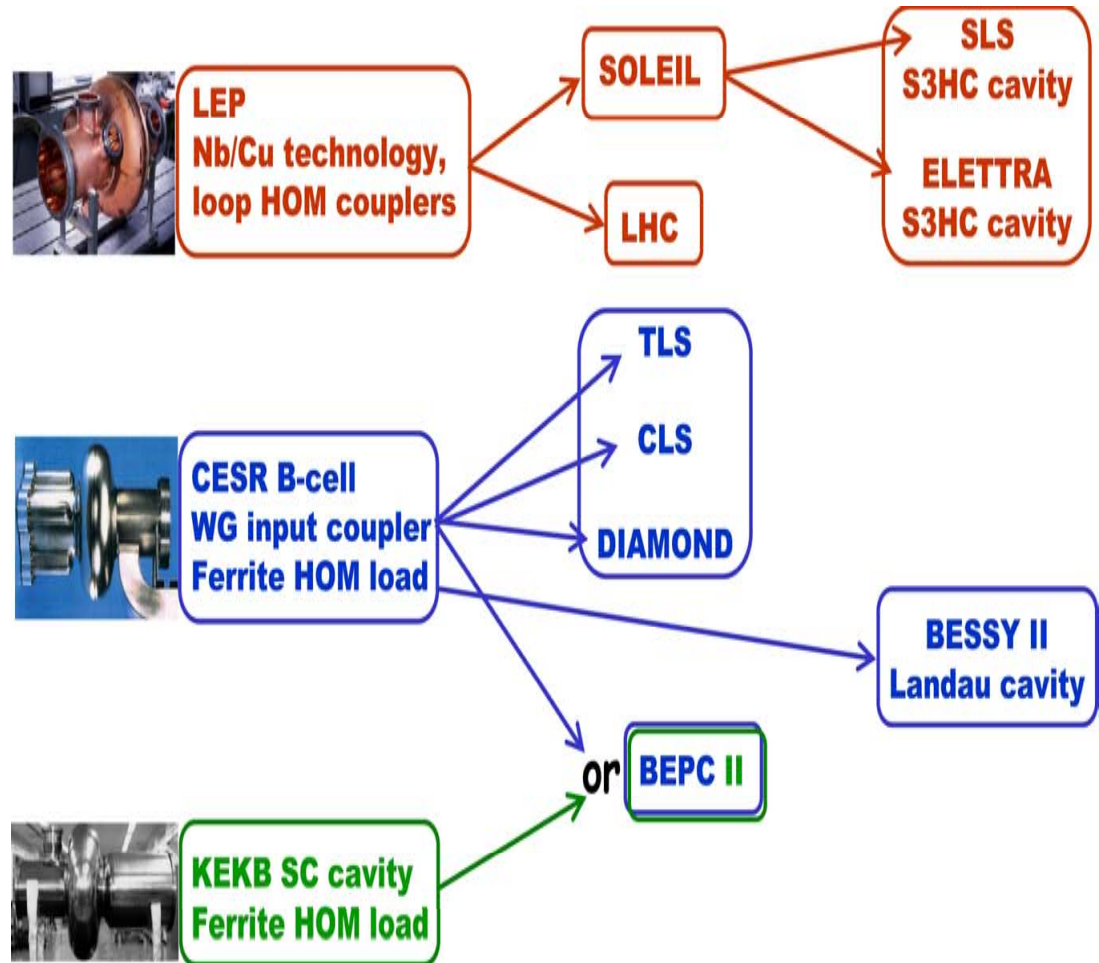 LEP
Nb/Cu technology,
loop HOM couplers
SOLEIL
LHC
SLS
S3HC cavity
ELETTRA
S3HC cavity
CESR B-cell
WG input coupler
Ferrite HOM load
TLS
CLS
DIAMOND
BESSY II
Landau cavity
or
BEPC II
KEKB SC cavity
Ferrite HOM load